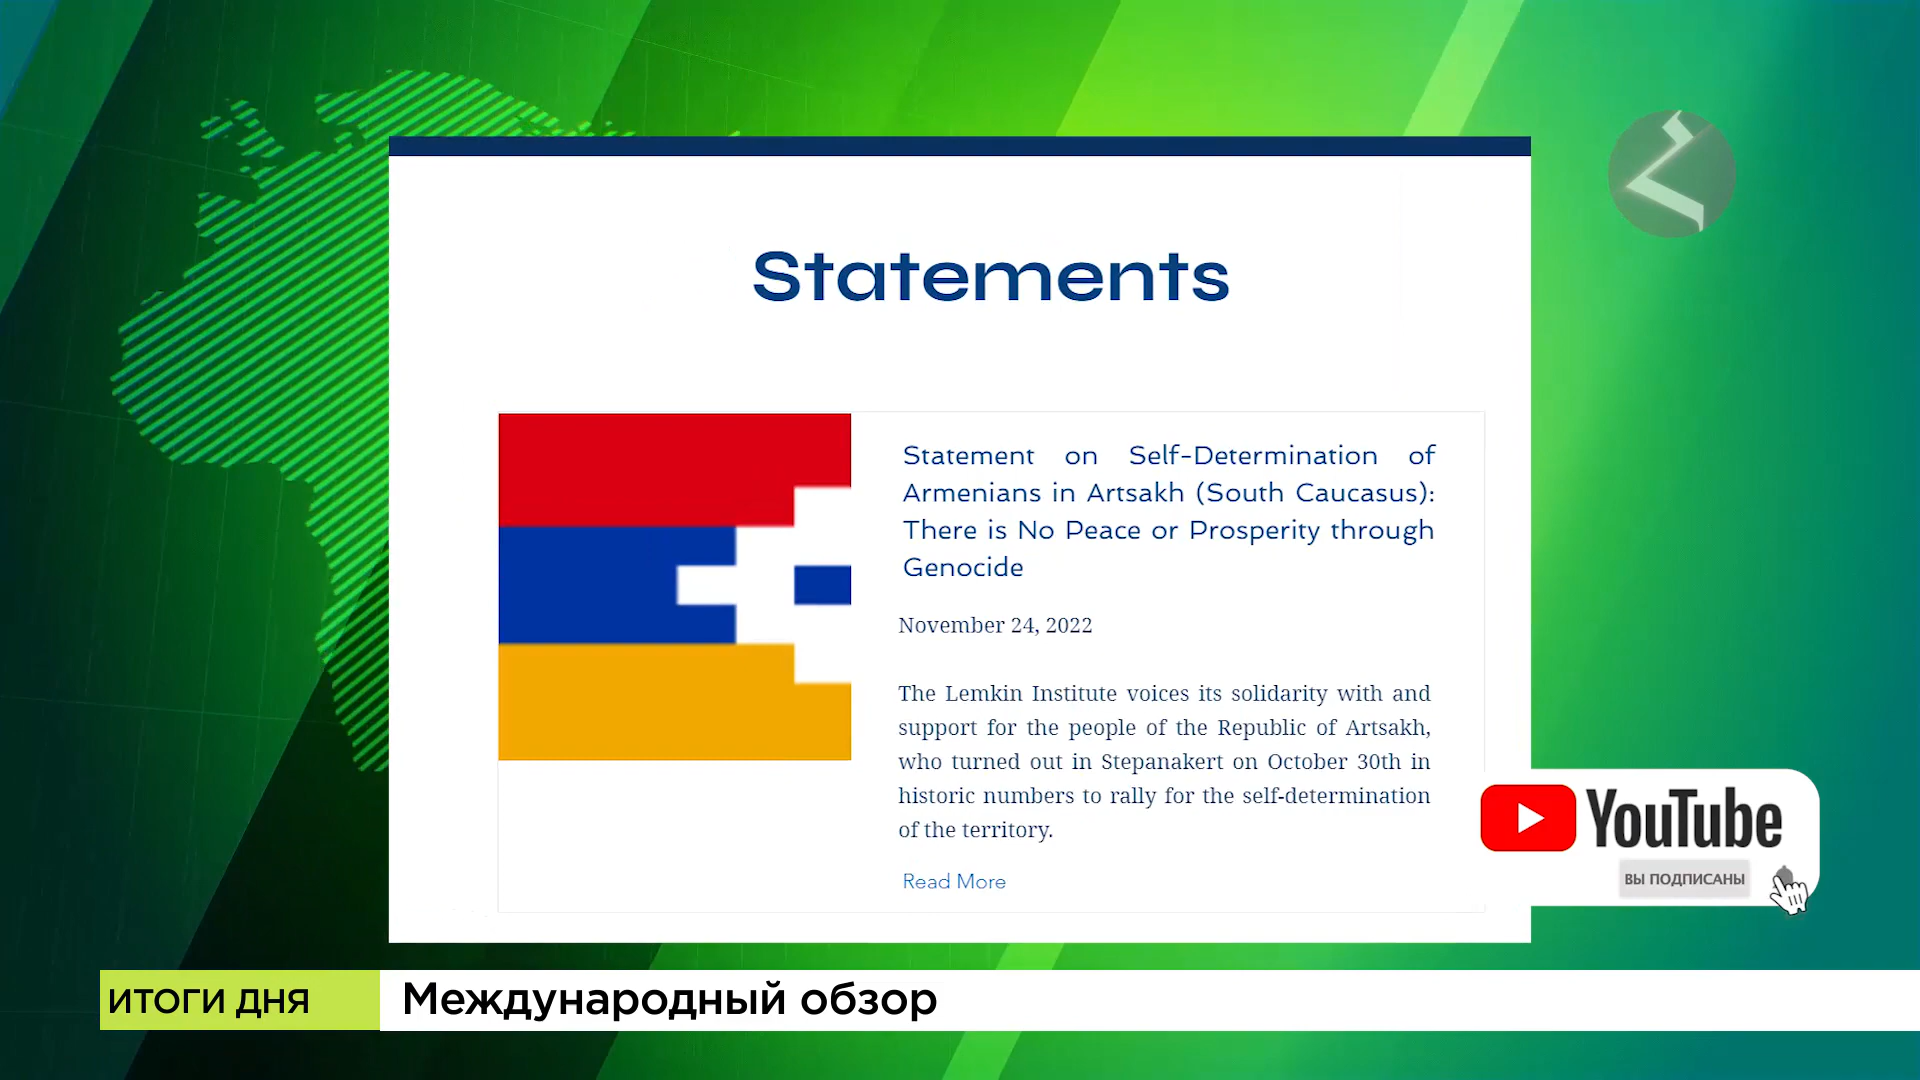 Statements
Statement on Self-Determination of
Armenians in Artsakh (South Caucasus):
There is No Peace or Prosperity through
Genocide
November 24, 2022
The Lemkin Institute voices its solidarity with and
support for the people of the Republic of Artsakh,
who turned out in Stepanakert on October 30th in
historic numbers to rally for the self-determination
of the territory.
Read More
YouTube
ВЫ ПОДПИСАНЫ
ИТОГИ ДНЯ
Международный обзор